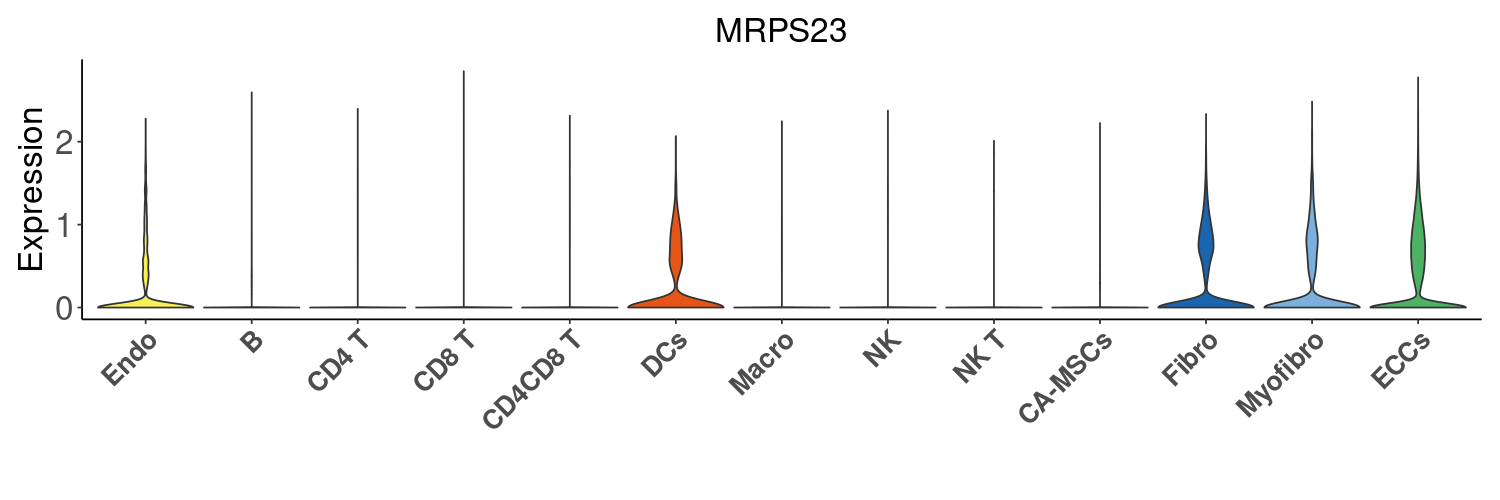 MRPS23
Expression
2
1
0
Endo
B
CD4 T
CD8 T
CD4CD8 T
DCs
Macro
NK
NK T
CA-MSCs
Fibro
Myofibro
ECCs